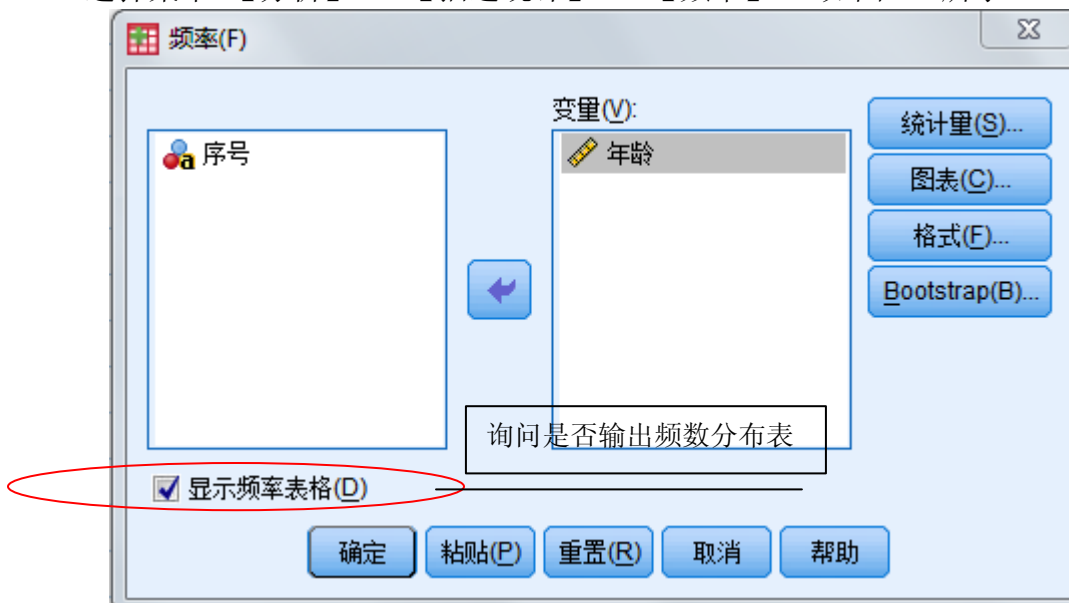 频率(F)
变量(V):
序号
年龄
统计量(S)...
图表(C)...
格式(F)...
Bootstrap(B)...
询问是否输出频数分布表
显示频率表格(D)
确定
粘贴(P)
重置(R)
取消
帮助